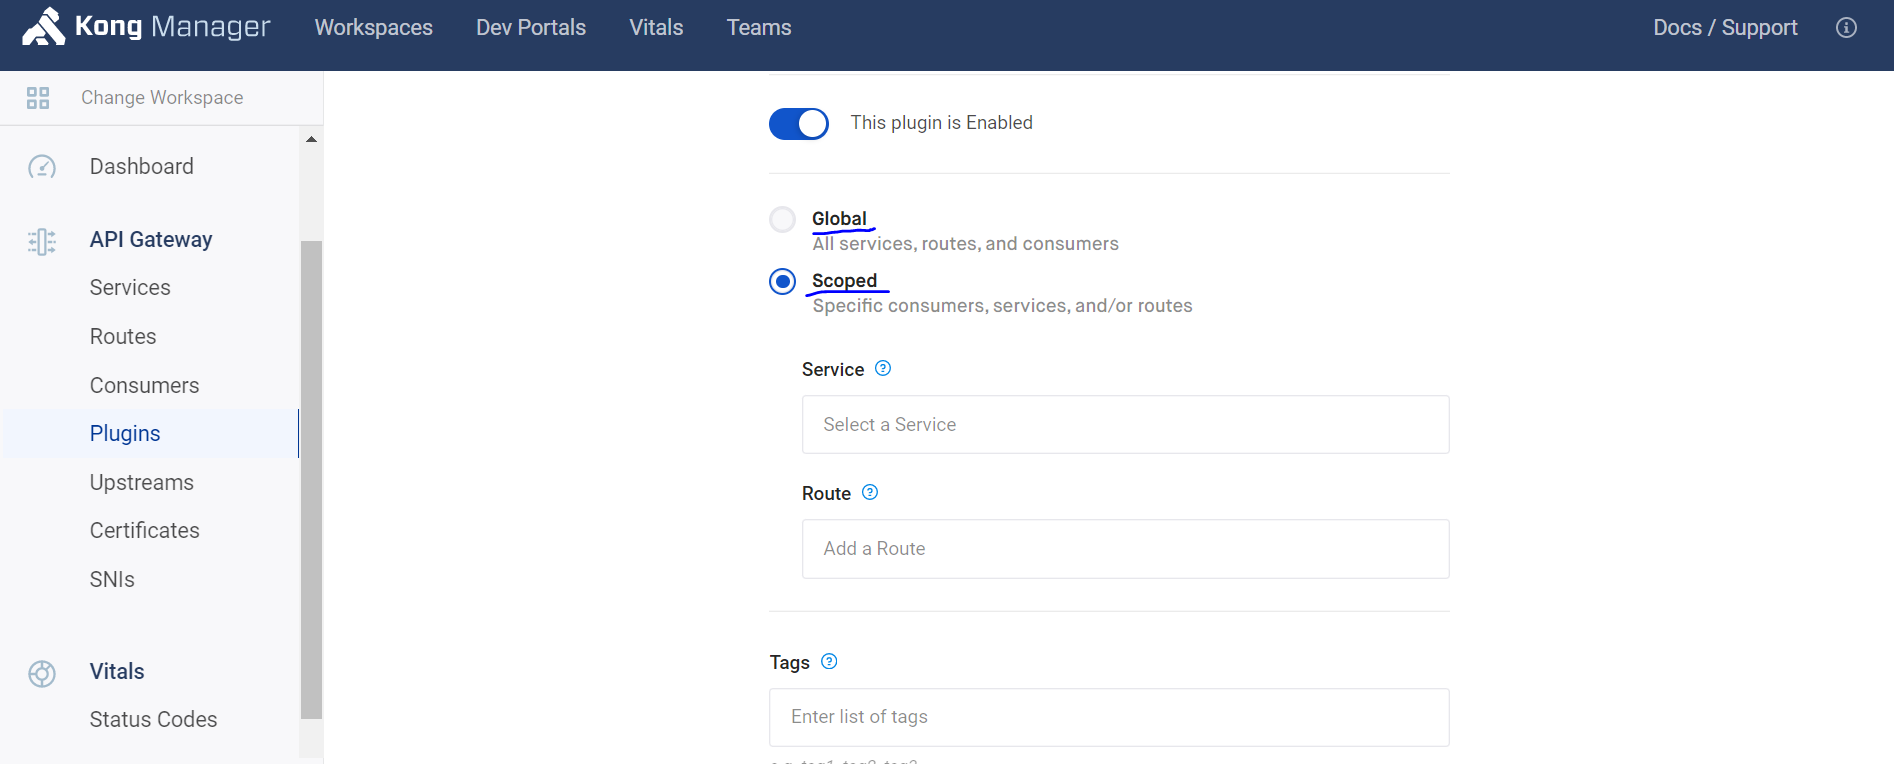 Kong Manager Workspaces Dev Portals Vitals Teams Docs / Support
Change Workspace
Dashboard
API Gateway
Services
Routes
Consumers
Plugins
Upstreams
Certificates
SNIs
Vitals
Status Codes
This plugin is Enabled
Global
All services, routes, and consumers
Scoped
Specific consumers, services, and/or routes
Service
Select a Service
Route
Add a Route
Tags
Enter list of tags